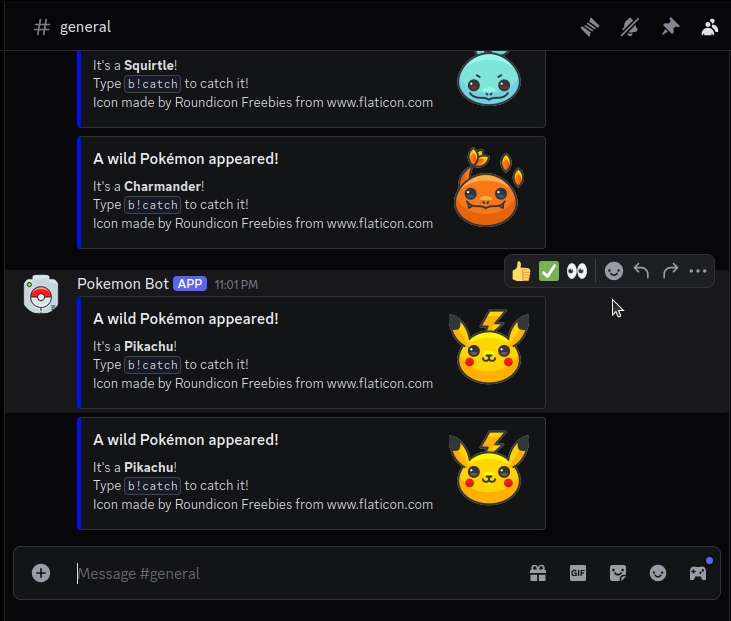 # general
It's a Squirtle!
Type b!catch to catch it!
Icon made by Roundicon Freebies from www.flaticon.com
A wild Pokémon appeared!
It's a Charmander!
Type b!catch to catch it!
Icon made by Roundicon Freebies from www.flaticon.com
Pokemon Bot APP 11:01 PM
A wild Pokémon appeared!
It's a Pikachu!
Type b!catch to catch it!
Icon made by Roundicon Freebies from www.flaticon.com
A wild Pokémon appeared!
It's a Pikachu!
Type b!catch to catch it!
Icon made by Roundicon Freebies from www.flaticon.com
Message #general
GIF